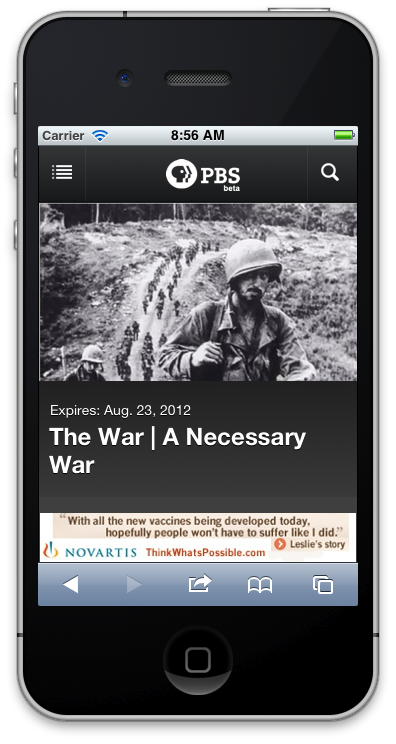 Carrier 8:56 AM
PBS
beta
Expires: Aug. 23, 2012
The War | A Necessary
War
“With all the new vaccines being developed today,
hopefully people won’t have to suffer like I did.”
NOVARTIS ThinkWhatsPossible.com Leslie's story